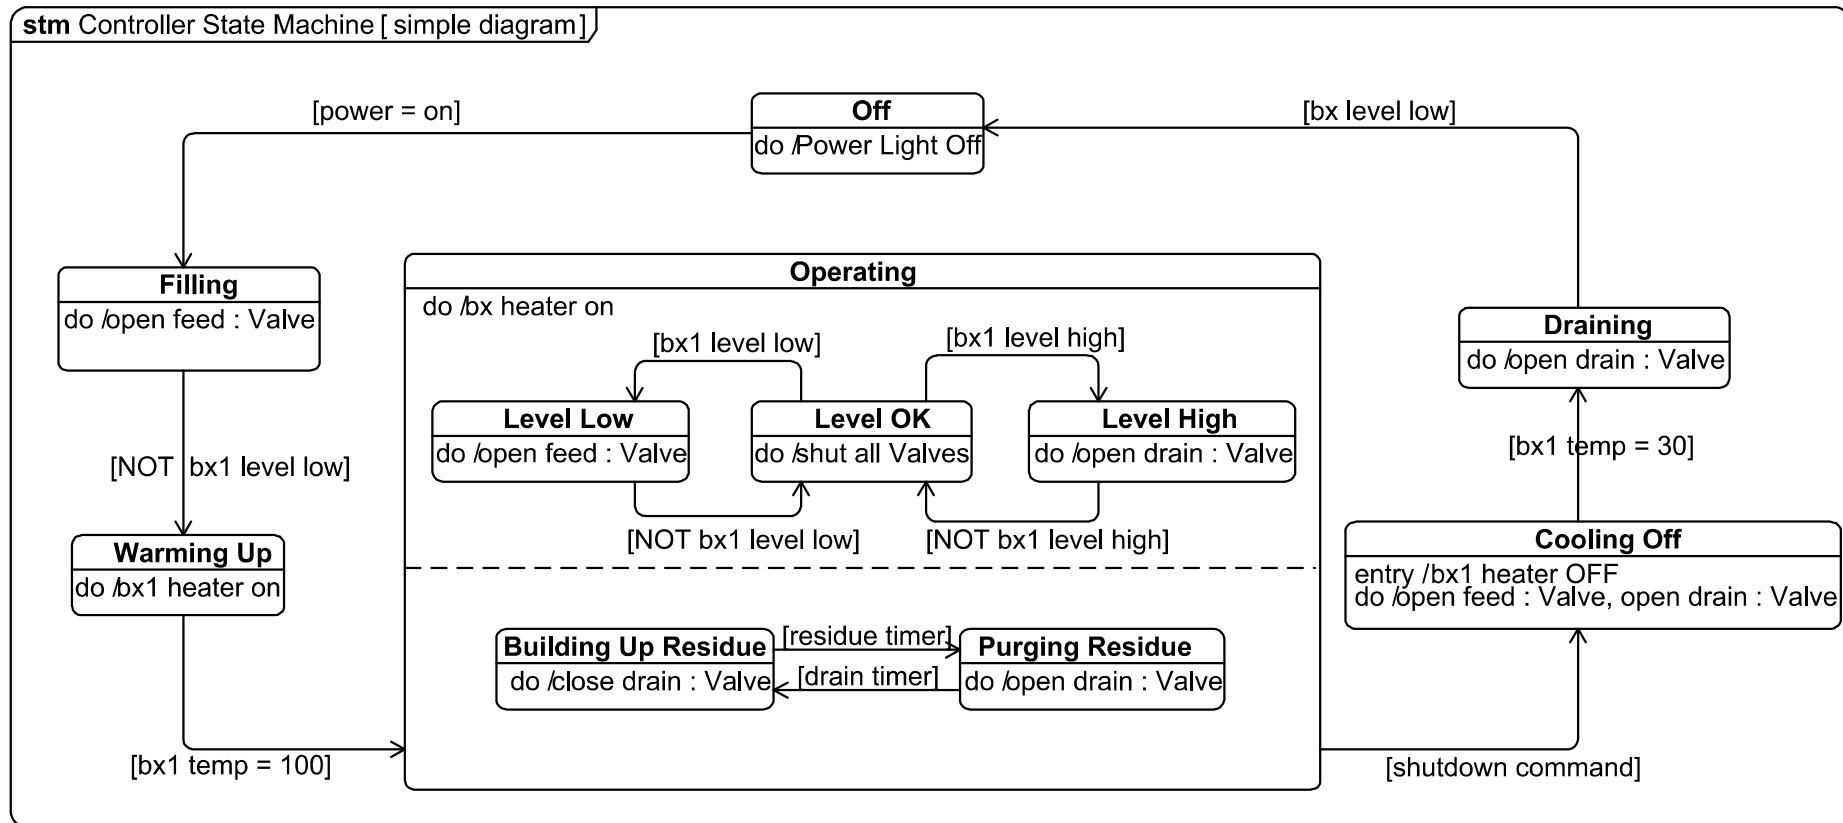 stm Controller State Machine [ simple diagram]
[power = on]
Off
do /Power Light Off
[bx level low]
Filling
do /open feed : Valve
Operating
do /bx heater on
[bx1 level low]
[bx1 level high]
Level Low
do /open feed : Valve
Level OK
do /shut all Valves
Level High
do /open drain : Valve
[NOT bx1 level low]
[NOT bx1 level high]
Draining
do /open drain : Valve
[NOT bx1 level low]
[bx1 temp = 30]
Warming Up
do /bx1 heater on
Cooling Off
entry /bx1 heater OFF
do /open feed : Valve, open drain : Valve
Building Up Residue
do /close drain : Valve
[residue timer]
[drain timer]
Purging Residue
do /open drain : Valve
[bx1 temp = 100]
[shutdown command]